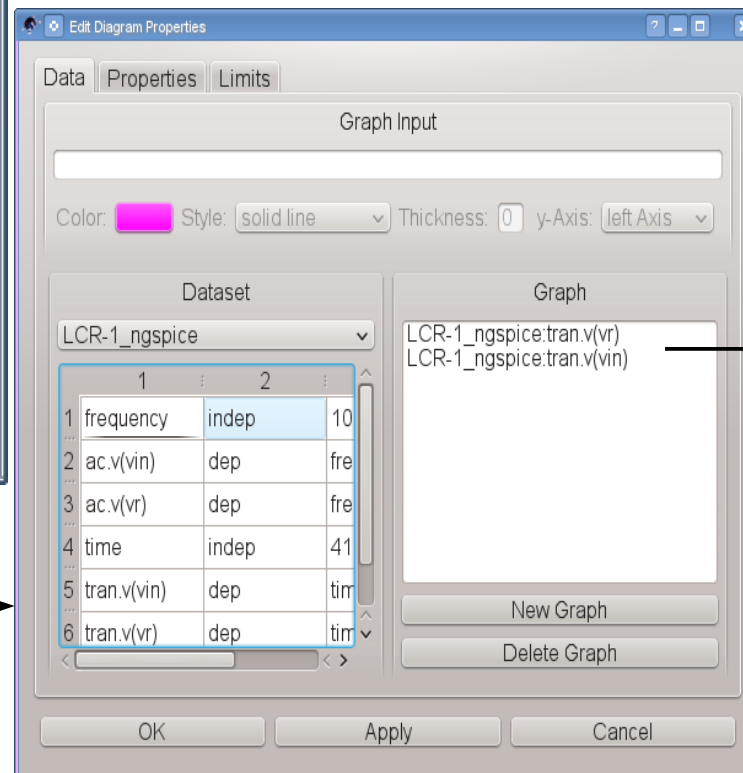 Edit Diagram Properties
Data Properties Limits
Graph Input
Color: Style: solid line Thickness: 0 y-Axis: left Axis
Dataset
LCR-1_ngspice
1 2
1 frequency indep 10
2 ac.v(vin) dep fre
3 ac.v(vr) dep fre
4 time indep 41
5 tran.v(vin) dep tim
6 tran.v(vr) dep tim
Graph
LCR-1_ngspice:tran.v(vr)
LCR-1_ngspice:tran.v(vin)
New Graph
Delete Graph
OK Apply Cancel